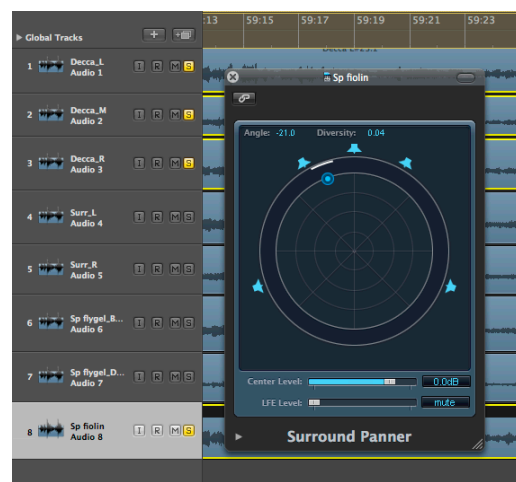 :13 59:15 59:17 59:19 59:21 59:23
Global Tracks
1 Decca_L I R M S
Audio 1
2 Decca_M I R M S
Audio 2
3 Decca_R I R M S
Audio 3
4 Surr_L I R M S
Audio 4
5 Surr_R I R M S
Audio 5
6 Sp flygel_B... I R M S
Audio 6
7 Sp flygel_D... I R M S
Audio 7
8 Sp fiolin I R M S
Audio 8
Sp fiolin
Angle: -21.0 Diversity: 0.04
Center Level: 0.0dB
LFE Level: mute
Surround Panner